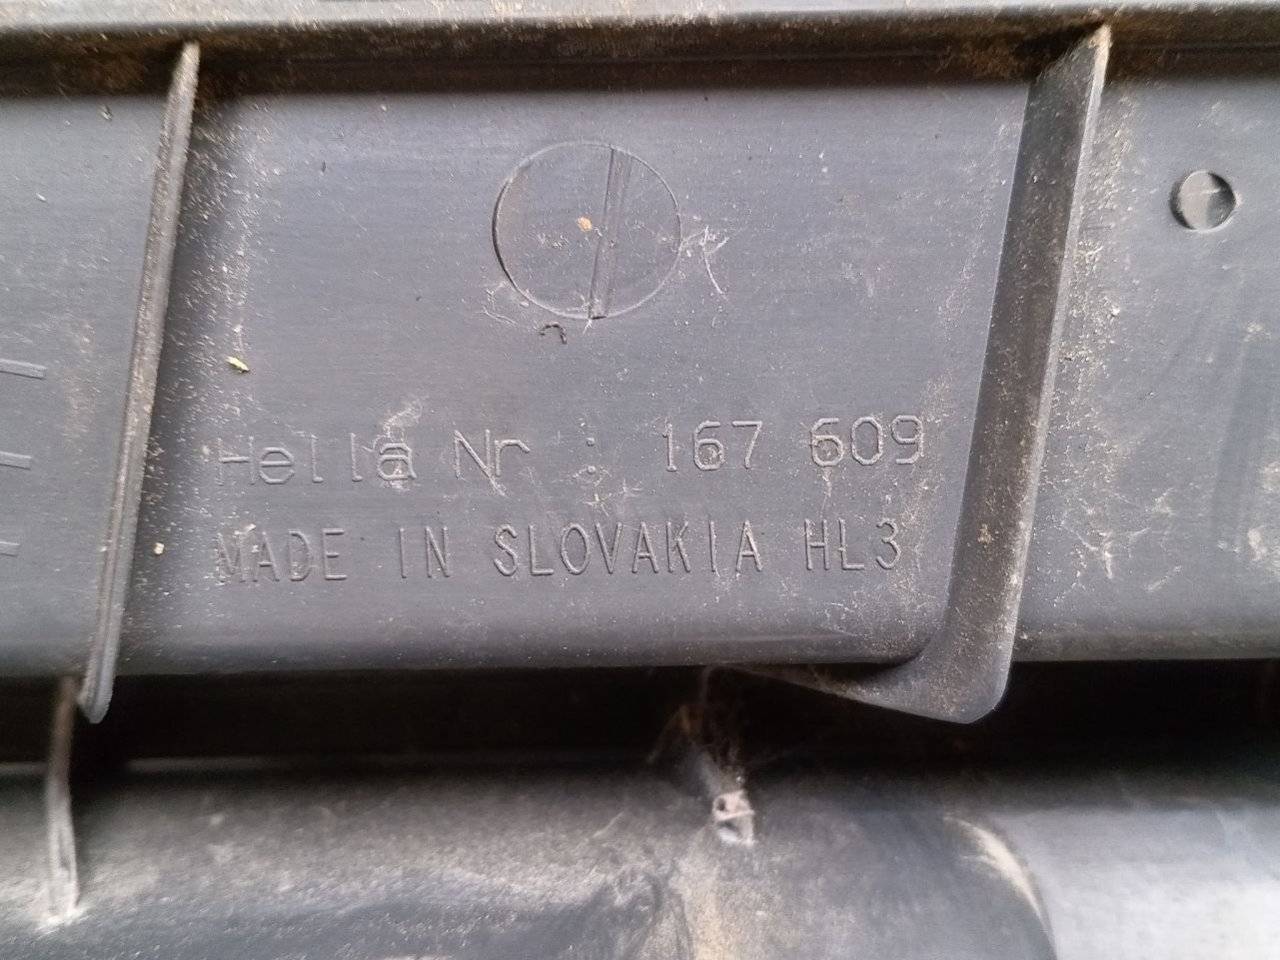 Hella Nr : 167 609
MADE IN SLOVAKIA HL3